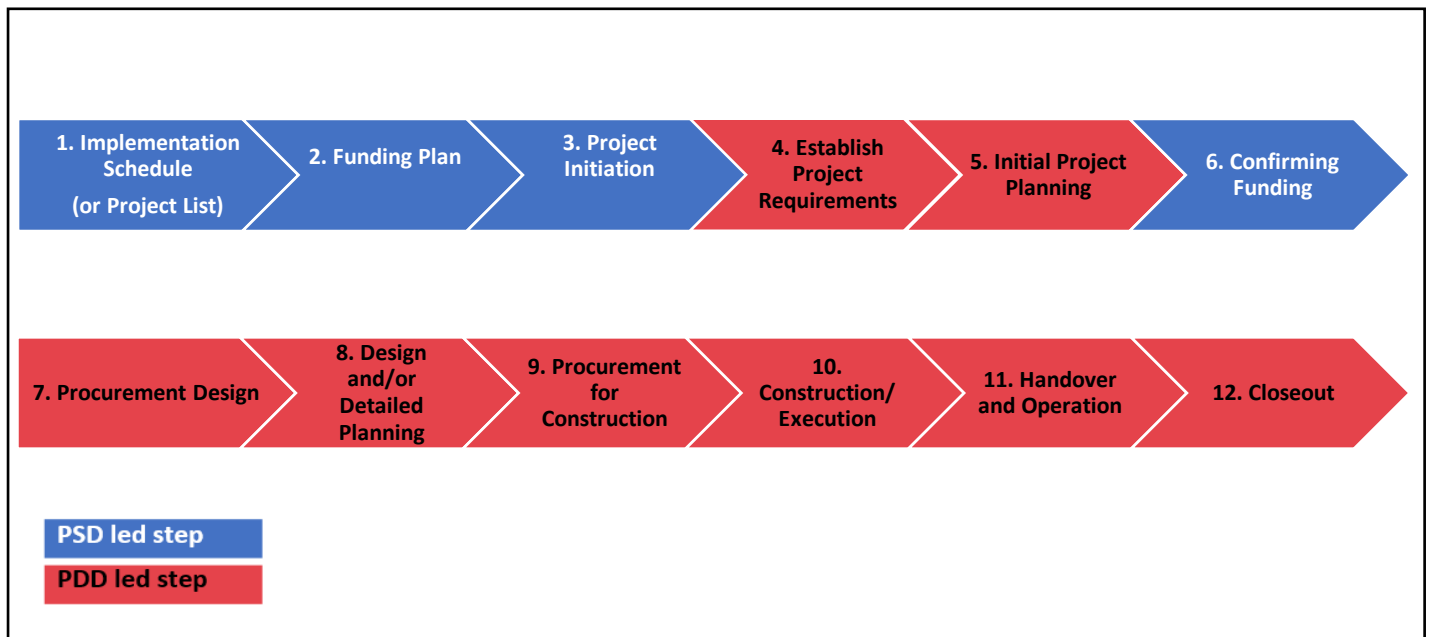 1. Implementation
Schedule
(or Project List)
2. Funding Plan
3. Project
Initiation
4. Establish
Project
Requirements
5. Initial Project
Planning
6. Confirming
Funding
7. Procurement Design
8. Design
and/or
Detailed
Planning
9. Procurement
for
Construction
10.
Construction/
Execution
11. Handover
and Operation
12. Closeout
PSD led step
PDD led step